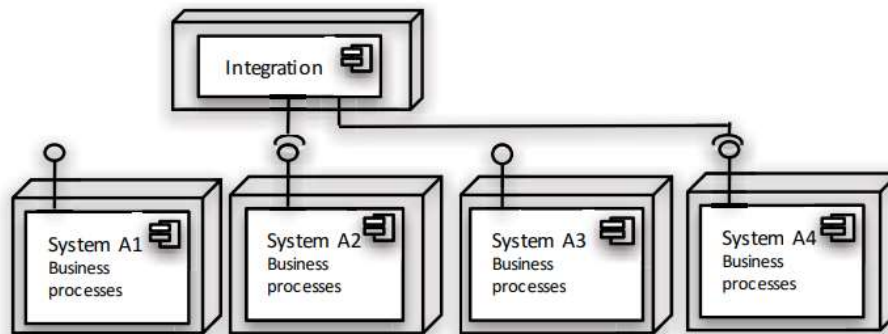 Integration
System A1
Business
processes
System A2
Business
processes
System A3
Business
processes
System A4
Business
processes